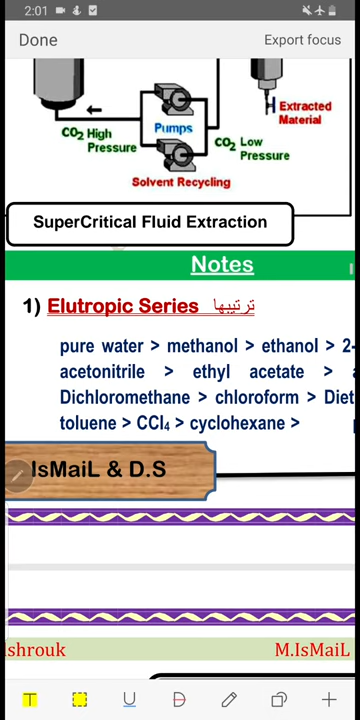 2:01
Done
Export focus
CO2 High
Pressure
Pumps
CO2 Low
Pressure
Extracted
Material
Solvent Recycling
SuperCritical Fluid Extraction
Notes
1) Elutropic Series ترتيبها
pure water > methanol > ethanol > 2-
acetonitrile > ethyl acetate >
Dichloromethane > chloroform > Diet
toluene > CCl4 > cyclohexane >
IsMaiL & D.S
shrouk
M.IsMaiL
T
U
D